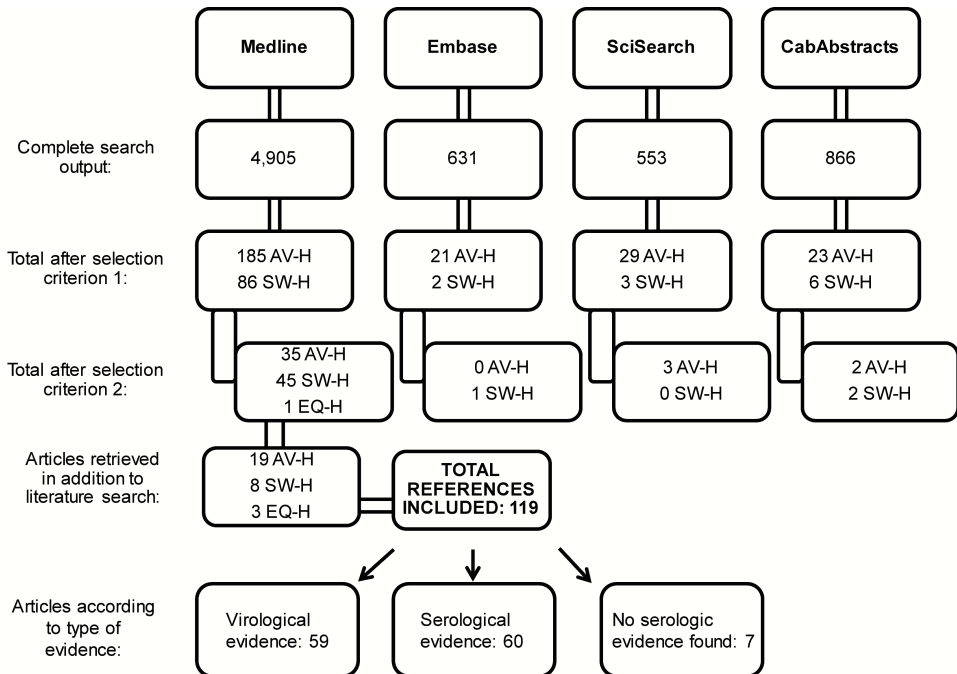 Medline
Embase
SciSearch
CabAbstracts
Complete search
output:
4,905
631
553
866
Total after selection
criterion 1:
185 AV-H
86 SW-H
21 AV-H
2 SW-H
29 AV-H
3 SW-H
23 AV-H
6 SW-H
Total after selection
criterion 2:
35 AV-H
45 SW-H
1 EQ-H
0 AV-H
1 SW-H
3 AV-H
0 SW-H
2 AV-H
2 SW-H
Articles retrieved
in addition to
literature search:
19 AV-H
8 SW-H
3 EQ-H
TOTAL
REFERENCES
INCLUDED: 119
Articles according
to type of
evidence:
Virological
evidence: 59
Serological
evidence: 60
No serologic
evidence found: 7